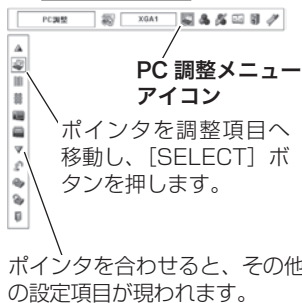 PC調整 XGA1
PC 調整メニュー
アイコン
ポインタを調整項目へ
移動し、［SELECT］ボ
タンを押します。
ポインタを合わせると、その他
の設定項目が現われます。